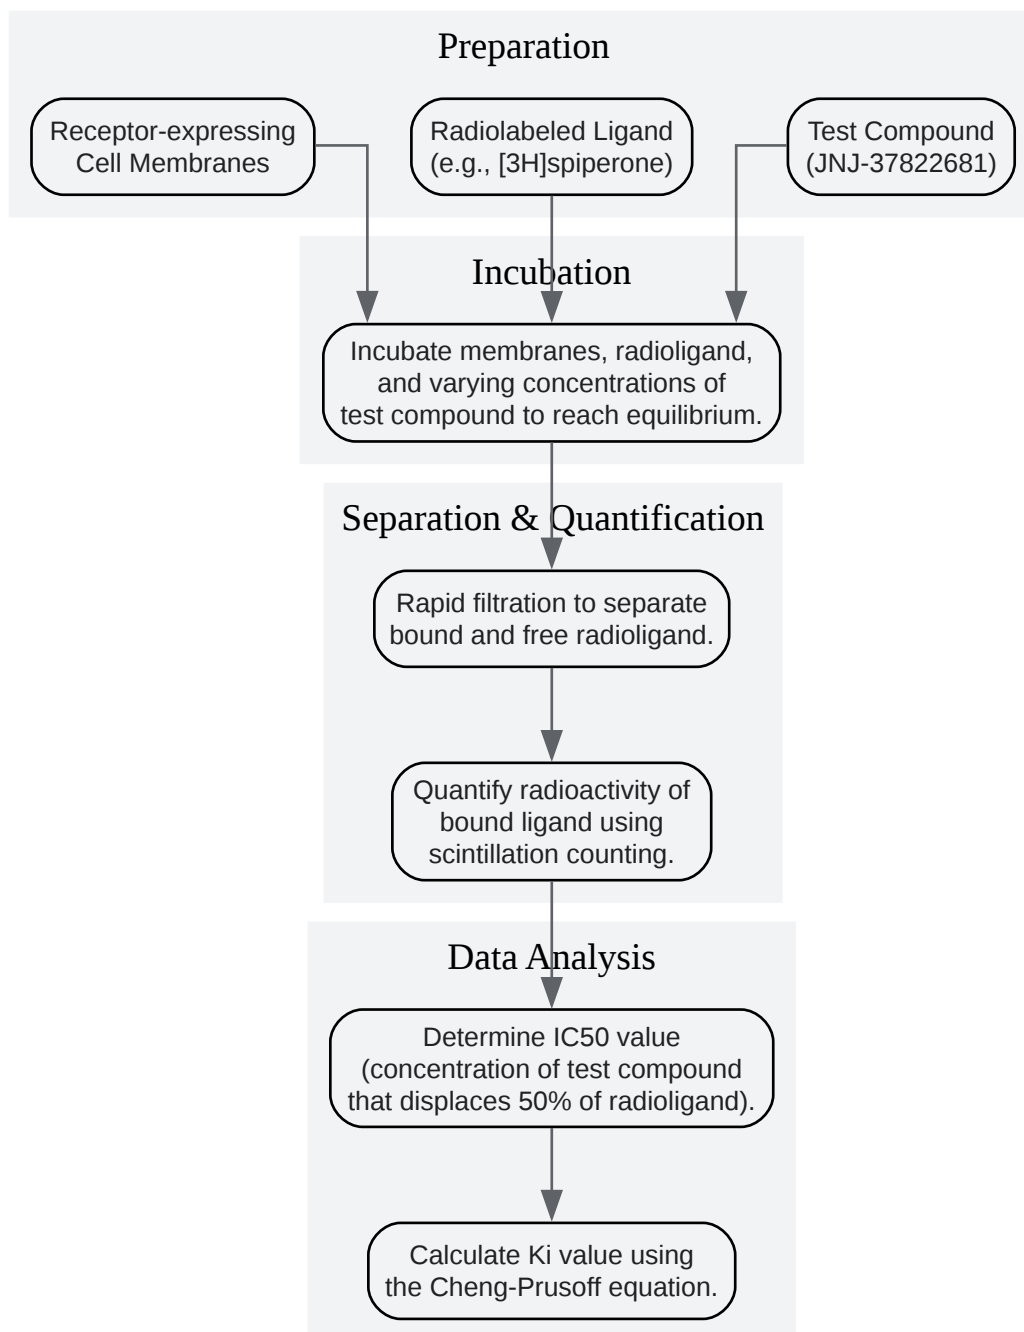 Preparation
Receptor-expressing
Cell Membranes
Radiolabeled Ligand
(e.g., [3H]spiperone)
Test Compound
(JNJ-37822681)
Incubation
Incubate membranes, radioligand,
and varying concentrations of
test compound to reach equilibrium.
Separation & Quantification
Rapid filtration to separate
bound and free radioligand.
Quantify radioactivity of
bound ligand using
scintillation counting.
Data Analysis
Determine IC50 value
(concentration of test compound
that displaces 50% of radioligand).
Calculate Ki value using
the Cheng-Prusoff equation.